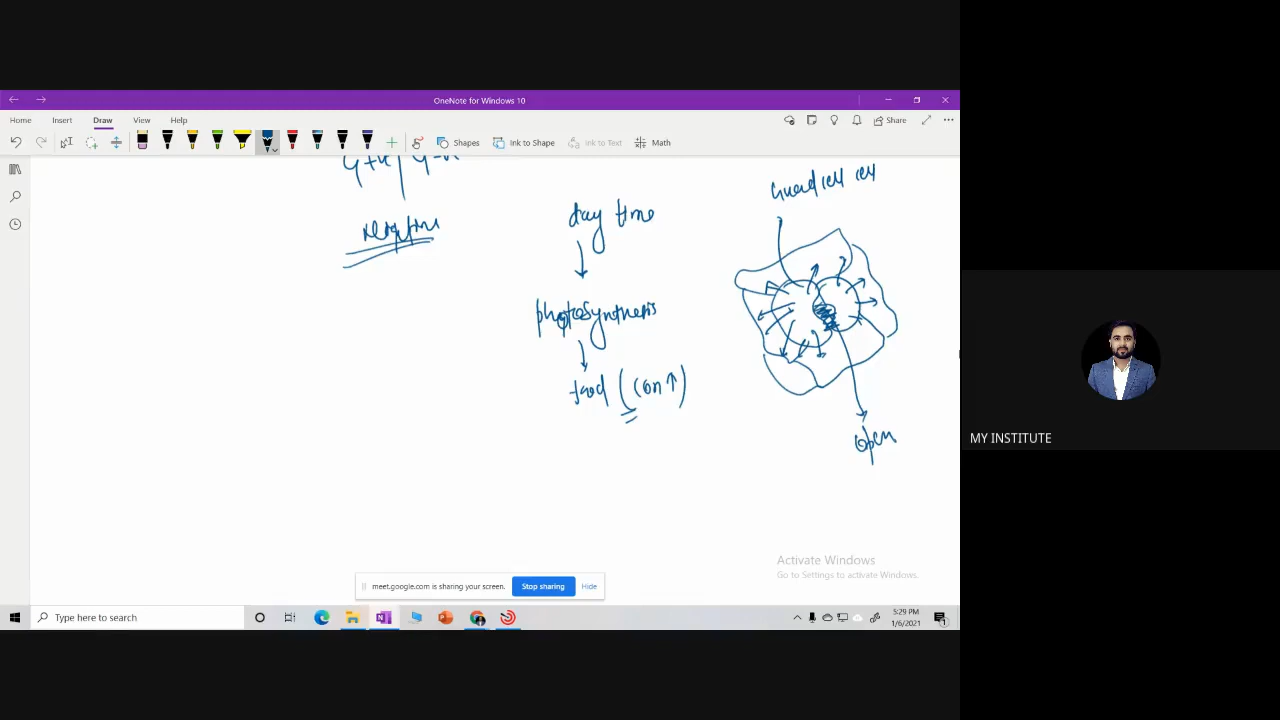 OneNote for Windows 10
Home Insert Draw View Help
Share
Shapes Ink to Shape Ink to Text Math
Guard cell cell
day time
photosynthesis
food (con ↑)
open
MY INSTITUTE
Activate Windows
Go to Settings to activate Windows.
meet.google.com is sharing your screen. Stop sharing Hide
Type here to search
5:29 PM
1/6/2021
1